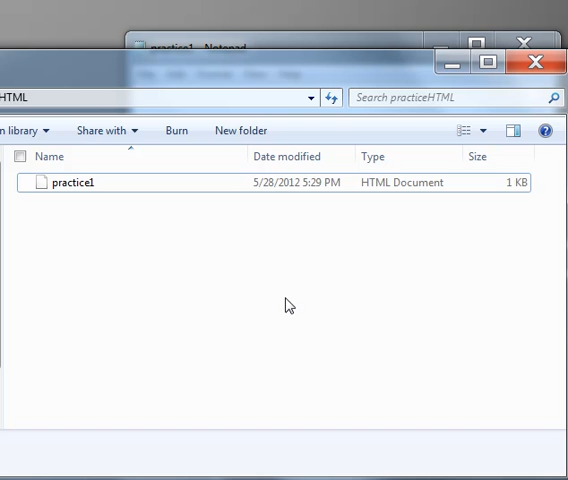 practice1 - Notepad
HTML
Search practiceHTML
n library
Share with
Burn
New folder
Name
Date modified
Type
Size
practice1
5/28/2012 5:29 PM
HTML Document
1 KB